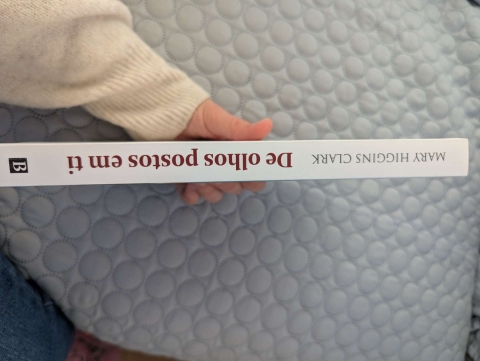 MARY HIGGINS CLARK
De olhos postos em ti
B